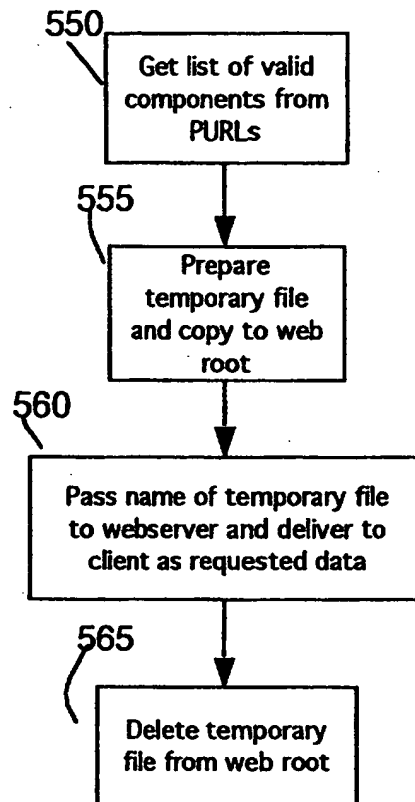 550
Get list of valid
components from
PURLs
555
Prepare
temporary file
and copy to web
root
560
Pass name of temporary file
to webserver and deliver to
client as requested data
565
Delete temporary
file from web root